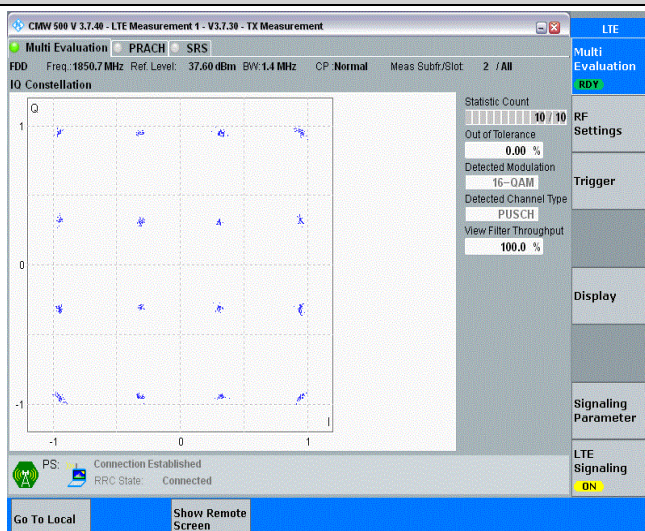 CMW 500 V 3.7.40 - LTE Measurement 1 - V3.7.30 - TX Measurement
LTE
Multi Evaluation PRACH SRS
FDD Freq.:1850.7 MHz Ref. Level: 37.60 dBm BW:1.4 MHz CP :Normal Meas Subfr./Slot: 2 / All
IQ Constellation
Q
1
0
-1
I
-1 0 1
Statistic Count
10 / 10
Out of Tolerance
0.00 %
Detected Modulation
16-QAM
Detected Channel Type
PUSCH
View Filter Throughput
100.0 %
PS: Connection Established
RRC State: Connected
Multi
Evaluation
RDY
RF
Settings
Trigger
Display
Signaling
Parameter
LTE
Signaling
ON
Go To Local
Show Remote
Screen